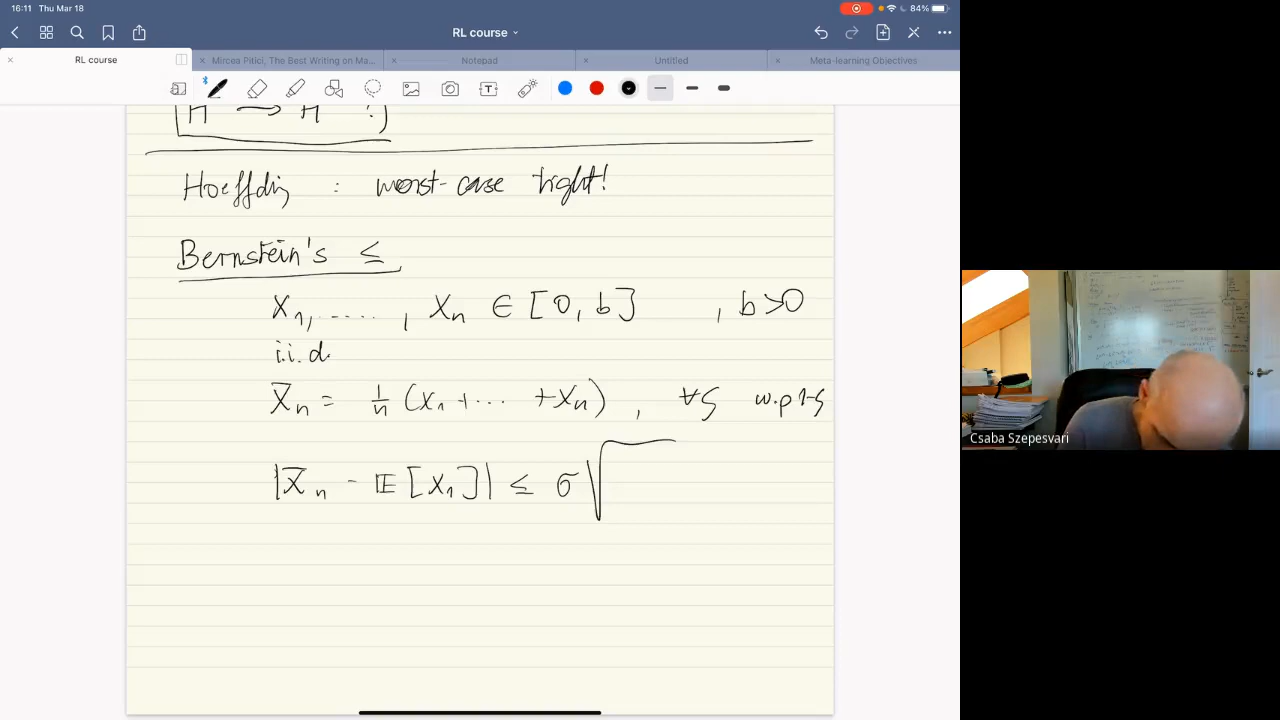 16:11 Thu Mar 18
84%
RL course
RL course
Mircea Pitici, The Best Writing on Ma...
Notepad
Untitled
Meta-learning Objectives
[H → H ?]
Hoeffding : worst-case tight!
Bernstein's ≤
X₁, ......, Xₙ ∈ [0, b] , b>0
i.i.d.
X̄ₙ = 1/n (X₁ + ... + Xₙ) , ∀δ w.p 1-δ
|X̄ₙ - 𝔼[X₁]| ≤ σ√
Csaba Szepesvari